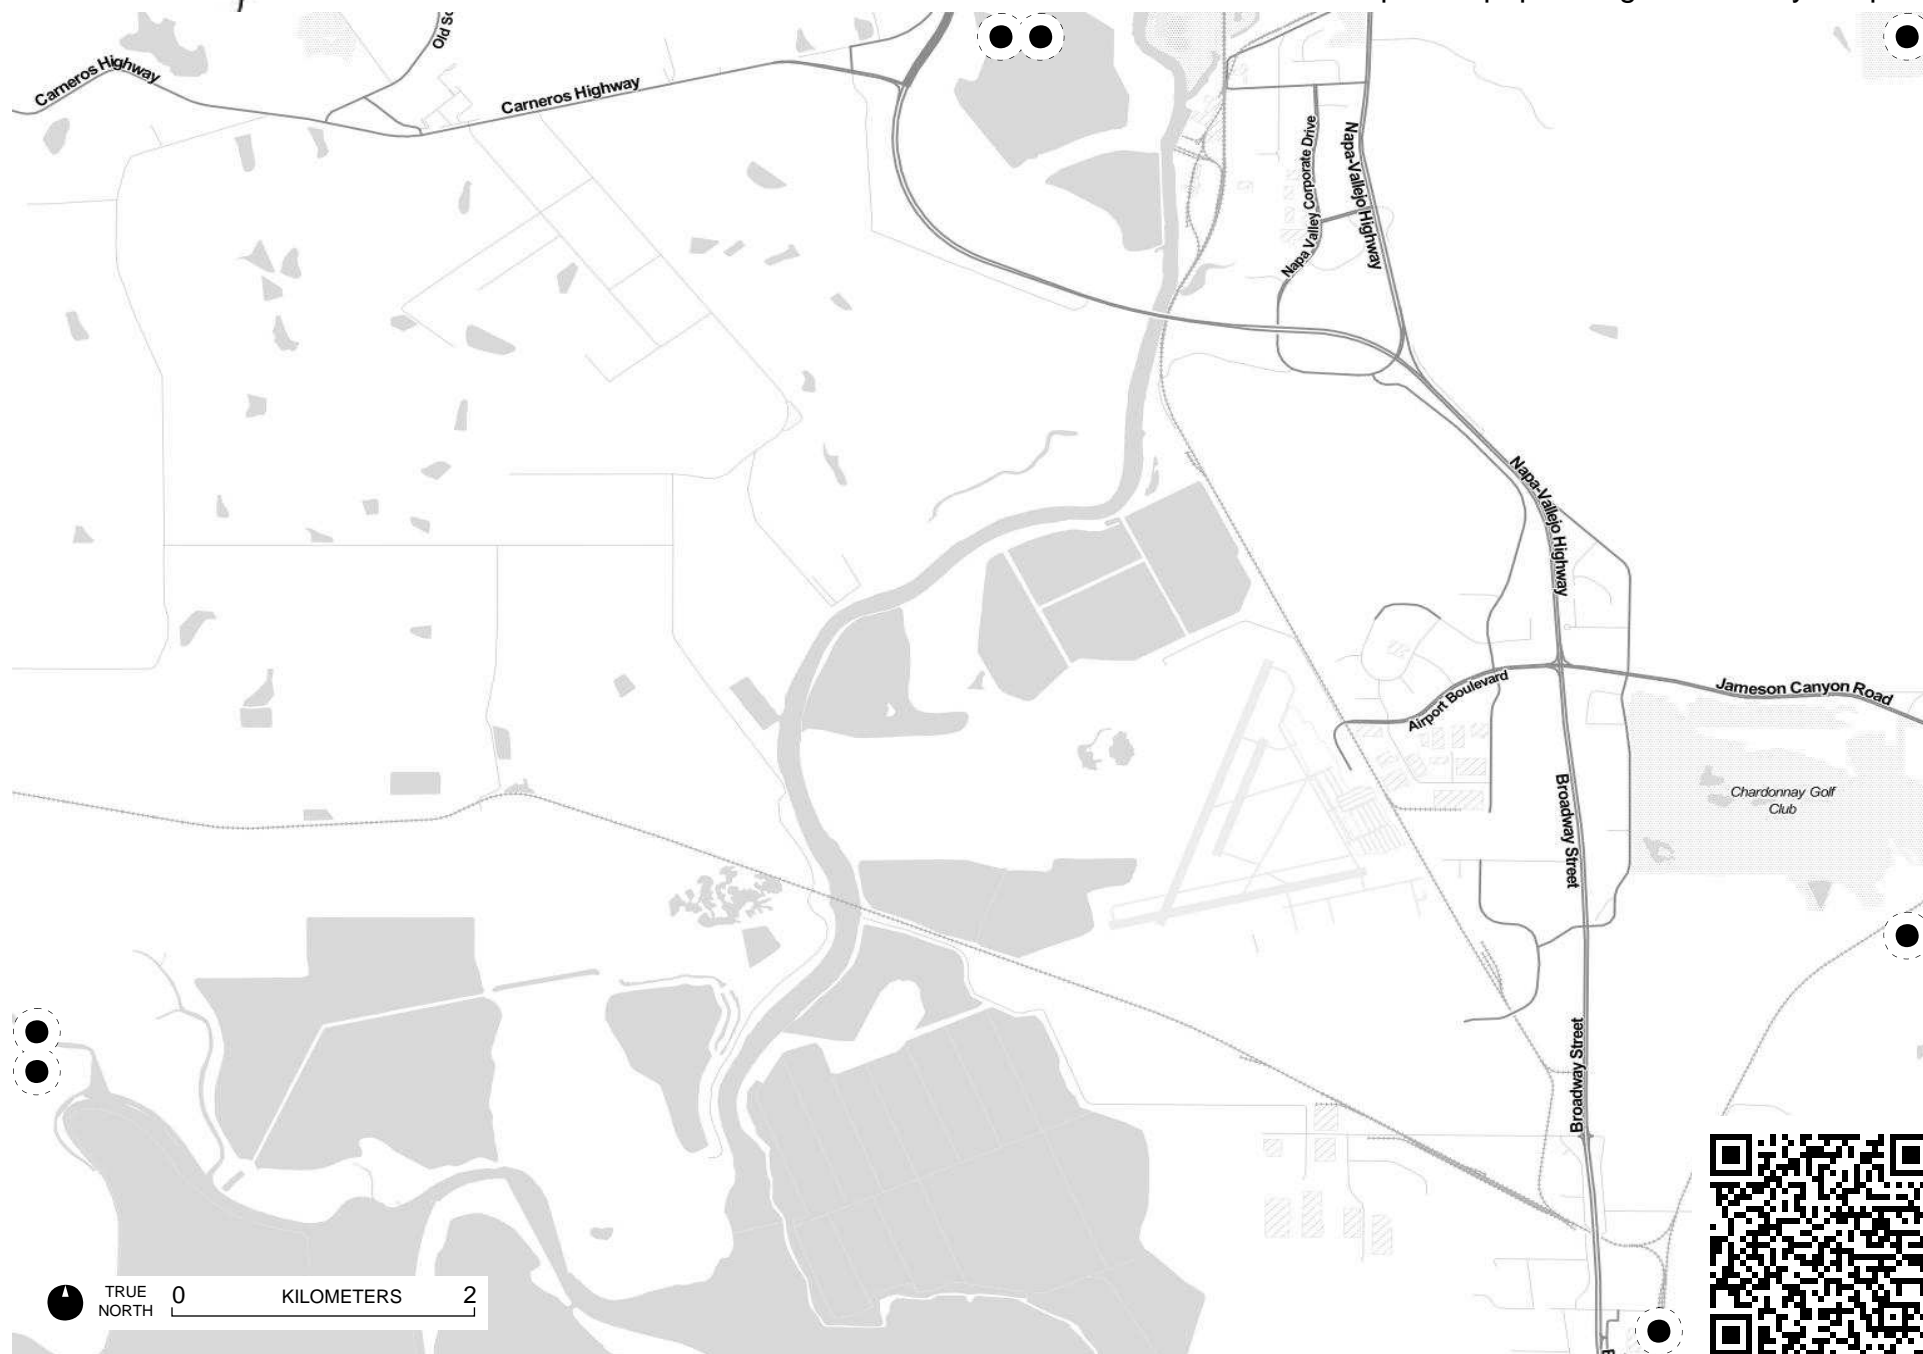 Carneros Highway
Carneros Highway
Napa Valley Corporate Drive
Napa-Vallejo Highway
Napa-Vallejo Highway
Airport Boulevard
Jameson Canyon Road
Broadway Street
Chardonnay Golf
Club
Broadway Street
TRUE
NORTH
0 KILOMETERS 2